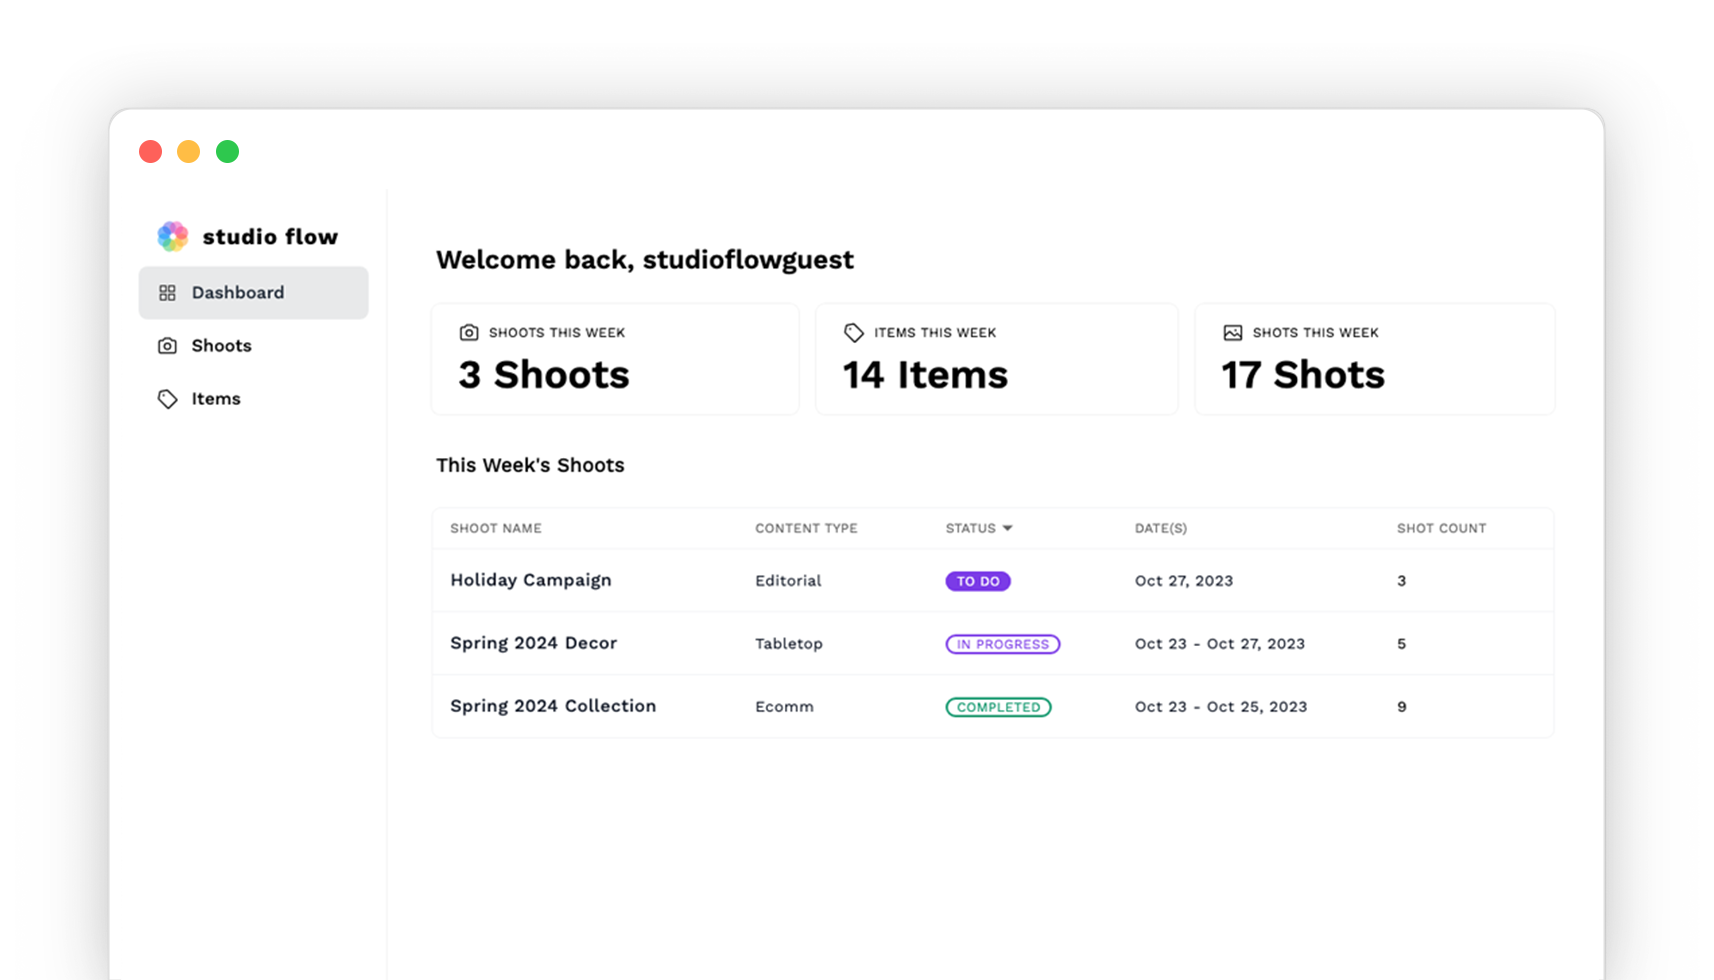 studio flow
Dashboard
Shoots
Items
Welcome back, studioflowguest
SHOOTS THIS WEEK
3 Shoots
ITEMS THIS WEEK
14 Items
SHOTS THIS WEEK
17 Shots
This Week's Shoots
SHOOT NAME CONTENT TYPE STATUS DATE(S) SHOT COUNT
Holiday Campaign Editorial TO DO Oct 27, 2023 3
Spring 2024 Decor Tabletop IN PROGRESS Oct 23 - Oct 27, 2023 5
Spring 2024 Collection Ecomm COMPLETED Oct 23 - Oct 25, 2023 9